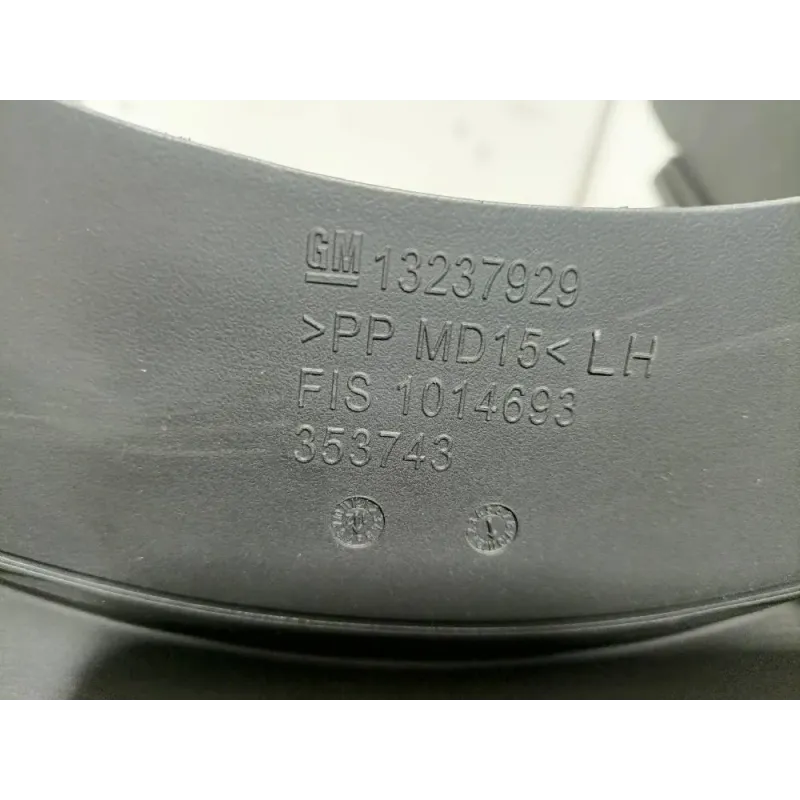 GM 13237929
>PP MD15< LH
FIS 1014693
353743